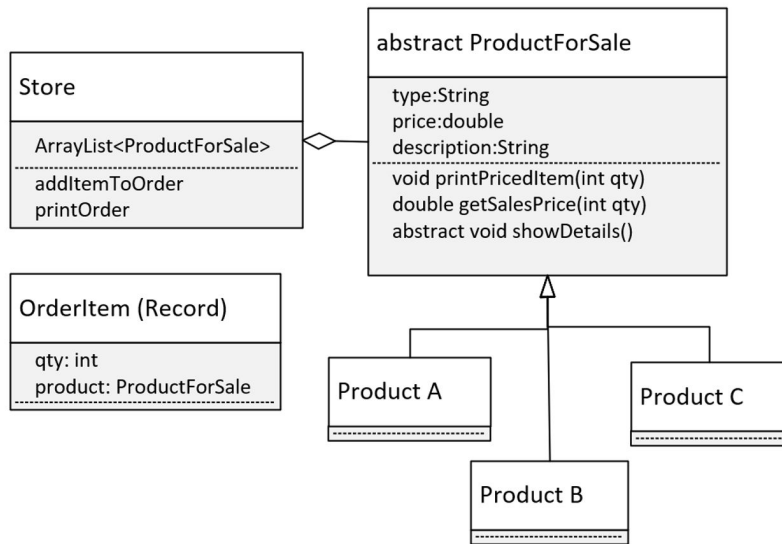 Store
ArrayList<ProductForSale>
addItemToOrder
printOrder
abstract ProductForSale
type:String
price:double
description:String
void printPricedItem(int qty)
double getSalesPrice(int qty)
abstract void showDetails()
OrderItem (Record)
qty: int
product: ProductForSale
Product A
Product B
Product C